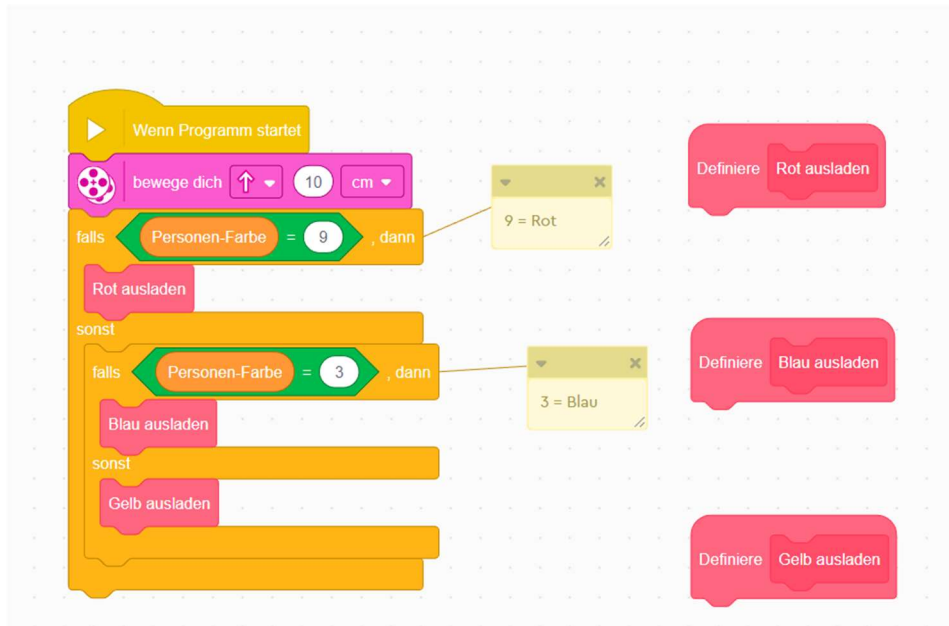 Wenn Programm startet
bewege dich 10 cm
falls Personen-Farbe = 9 , dann
9 = Rot
Rot ausladen
sonst
falls Personen-Farbe = 3 , dann
3 = Blau
Blau ausladen
sonst
Gelb ausladen
Definiere Rot ausladen
Definiere Blau ausladen
Definiere Gelb ausladen